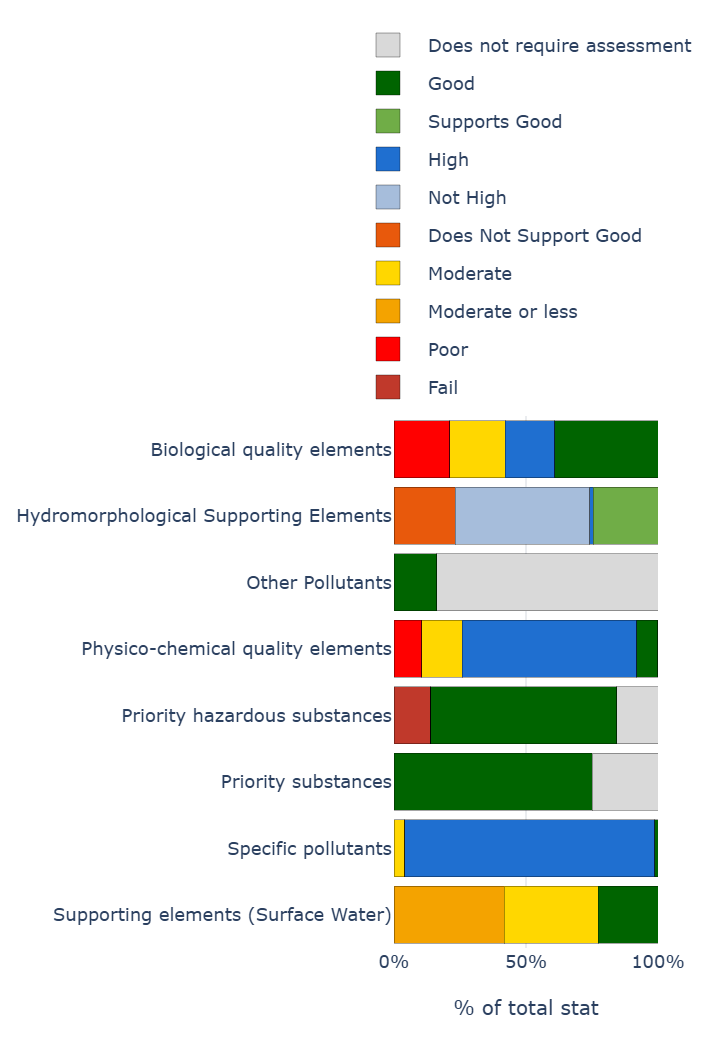 Does not require assessment
Good
Supports Good
High
Not High
Does Not Support Good
Moderate
Moderate or less
Poor
Fail
Biological quality elements
Hydromorphological Supporting Elements
Other Pollutants
Physico-chemical quality elements
Priority hazardous substances
Priority substances
Specific pollutants
Supporting elements (Surface Water)
0% 50% 100%
% of total stat